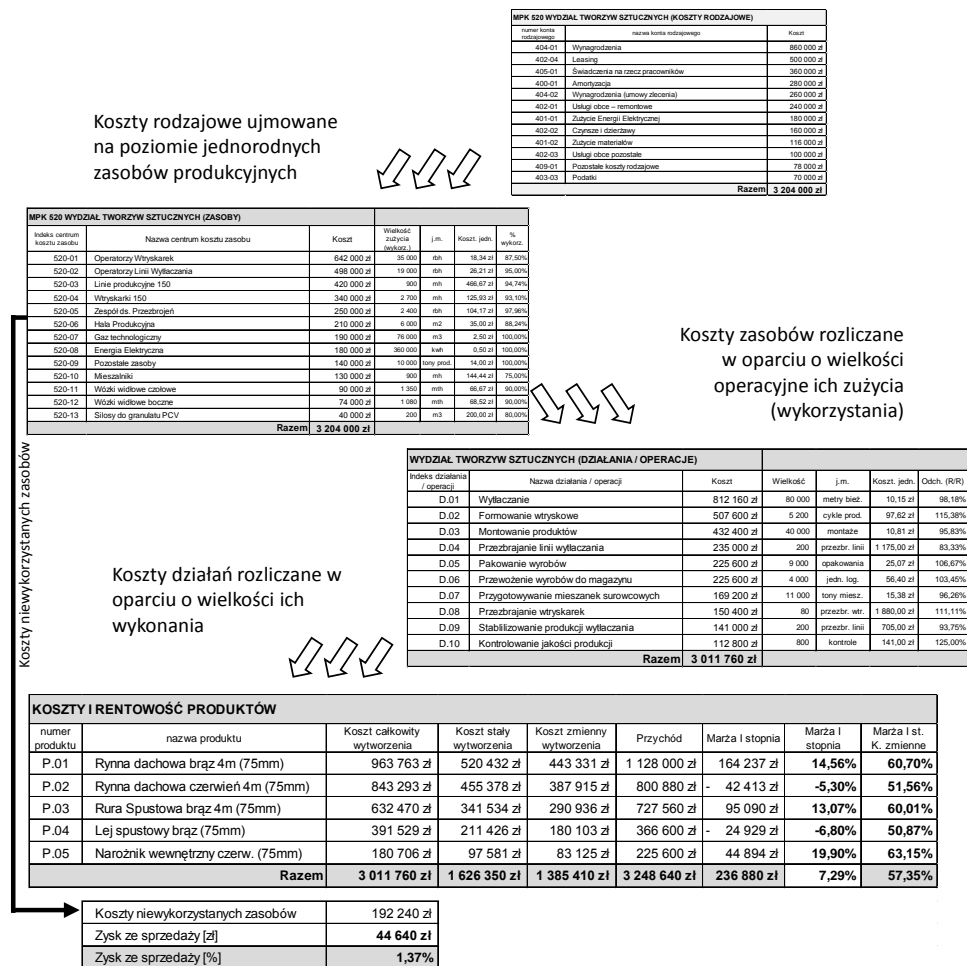 MPK 520 WYDZIAŁ TWORZYW SZTUCZNYCH (KOSZTY RODZAJOWE)
numer konta rodzajowego nazwa konta rodzajowego Koszt
404-01 Wynagrodzenia 860 000 zł
402-04 Leasing 500 000 zł
405-01 Świadczenia na rzecz pracowników 360 000 zł
400-01 Amortyzacja 280 000 zł
404-02 Wynagrodzenia (umowy zlecenia) 260 000 zł
402-01 Usługi obce – remontowe 240 000 zł
401-01 Zużycie Energii Elektrycznej 180 000 zł
402-02 Czynsze i dzierżawy 160 000 zł
401-02 Zużycie materiałów 116 000 zł
402-03 Usługi obce pozostałe 100 000 zł
409-01 Pozostałe koszty rodzajowe 78 000 zł
403-03 Podatki 70 000 zł
Razem 3 204 000 zł
Koszty rodzajowe ujmowane
na poziomie jednorodnych
zasobów produkcyjnych
MPK 520 WYDZIAŁ TWORZYW SZTUCZNYCH (ZASOBY)
Indeks centrum kosztu zasobu Nazwa centrum kosztu zasobu Koszt Wielkość zużycia (wykorz.) j.m. Koszt. jedn. % wykorz.
520-01 Operatorzy Wtryskarek 642 000 zł 35 000 rbh 18,34 zł 87,50%
520-02 Operatorzy Linii Wytłaczania 498 000 zł 19 000 rbh 26,21 zł 95,00%
520-03 Linie produkcyjne 150 420 000 zł 900 mh 466,67 zł 94,74%
520-04 Wtryskarki 150 340 000 zł 2 700 mh 125,93 zł 93,10%
520-05 Zespół ds. Przezbrojeń 250 000 zł 2 400 rbh 104,17 zł 97,96%
520-06 Hala Produkcyjna 210 000 zł 6 000 m2 35,00 zł 88,24%
520-07 Gaz technologiczny 190 000 zł 76 000 m3 2,50 zł 100,00%
520-08 Energia Elektryczna 180 000 zł 360 000 kwh 0,50 zł 100,00%
520-09 Pozostałe zasoby 140 000 zł 10 000 tony prod. 14,00 zł 100,00%
520-10 Mieszalniki 130 000 zł 900 mh 144,44 zł 75,00%
520-11 Wózki widłowe czołowe 90 000 zł 1 350 mth 66,67 zł 90,00%
520-12 Wózki widłowe boczne 74 000 zł 1 080 mth 68,52 zł 90,00%
520-13 Silosy do granulatu PCV 40 000 zł 200 m3 200,00 zł 80,00%
Razem 3 204 000 zł
Koszty zasobów rozliczane
w oparciu o wielkości
operacyjne ich zużycia
(wykorzystania)
Koszty niewykorzystanych zasobów
WYDZIAŁ TWORZYW SZTUCZNYCH (DZIAŁANIA / OPERACJE)
Indeks działania / operacji Nazwa działania / operacji Koszt Wielkość j.m. Koszt. jedn. Odch. (R/R)
D.01 Wytłaczanie 812 160 zł 80 000 metry bież. 10,15 zł 98,18%
D.02 Formowanie wtryskowe 507 600 zł 5 200 cykle prod. 97,62 zł 115,38%
D.03 Montowanie produktów 432 400 zł 40 000 montaże 10,81 zł 95,83%
D.04 Przezbrajanie linii wytłaczania 235 000 zł 200 przezbr. linii 1 175,00 zł 83,33%
D.05 Pakowanie wyrobów 225 600 zł 9 000 opakowania 25,07 zł 106,67%
D.06 Przewożenie wyrobów do magazynu 225 600 zł 4 000 jedn. log. 56,40 zł 103,45%
D.07 Przygotowywanie mieszanek surowcowych 169 200 zł 11 000 tony miesz. 15,38 zł 96,26%
D.08 Przezbrajanie wtryskarek 150 400 zł 80 przezbr. wtr. 1 880,00 zł 111,11%
D.09 Stablilizowanie produkcji wytłaczania 141 000 zł 200 przezbr. linii 705,00 zł 93,75%
D.10 Kontrolowanie jakości produkcji 112 800 zł 800 kontrole 141,00 zł 125,00%
Razem 3 011 760 zł
Koszty działań rozliczane w
oparciu o wielkości ich
wykonania
KOSZTY I RENTOWOŚĆ PRODUKTÓW
numer produktu nazwa produktu Koszt całkowity wytworzenia Koszt stały wytworzenia Koszt zmienny wytworzenia Przychód Marża I stopnia Marża I stopnia Marża I st. K. zmienne
P.01 Rynna dachowa brąz 4m (75mm) 963 763 zł 520 432 zł 443 331 zł 1 128 000 zł 164 237 zł 14,56% 60,70%
P.02 Rynna dachowa czerwień 4m (75mm) 843 293 zł 455 378 zł 387 915 zł 800 880 zł - 42 413 zł -5,30% 51,56%
P.03 Rura Spustowa brąz 4m (75mm) 632 470 zł 341 534 zł 290 936 zł 727 560 zł 95 090 zł 13,07% 60,01%
P.04 Lej spustowy brąz (75mm) 391 529 zł 211 426 zł 180 103 zł 366 600 zł - 24 929 zł -6,80% 50,87%
P.05 Narożnik wewnętrzny czerw. (75mm) 180 706 zł 97 581 zł 83 125 zł 225 600 zł 44 894 zł 19,90% 63,15%
Razem 3 011 760 zł 1 626 350 zł 1 385 410 zł 3 248 640 zł 236 880 zł 7,29% 57,35%
Koszty niewykorzystanych zasobów 192 240 zł
Zysk ze sprzedaży [zł] 44 640 zł
Zysk ze sprzedaży [%] 1,37%